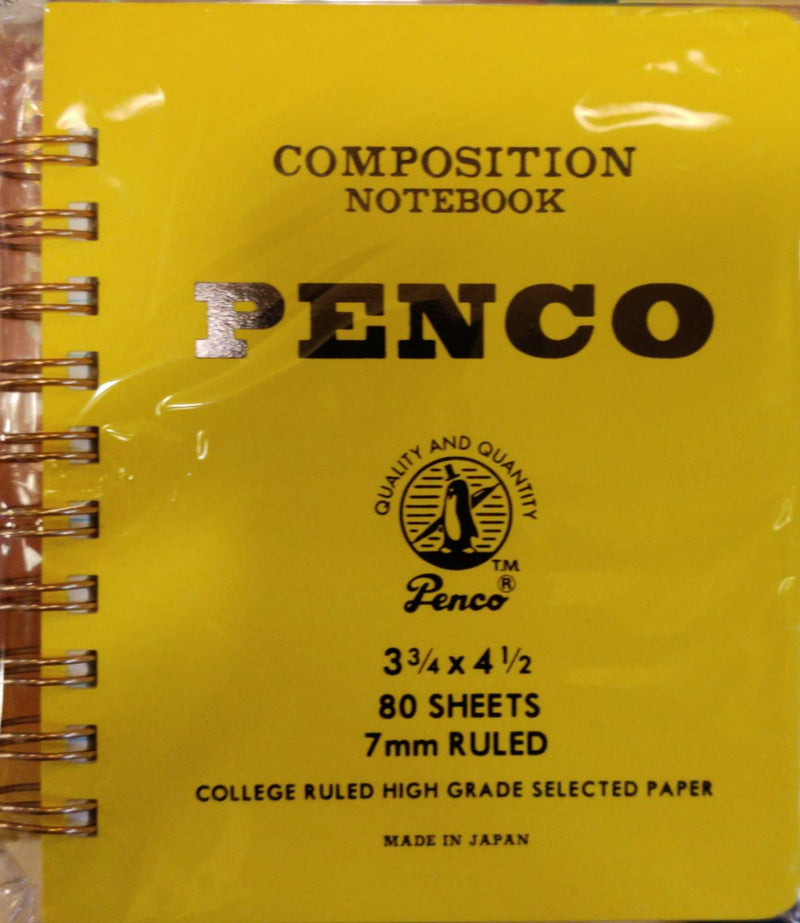 COMPOSITION
NOTEBOOK
PENCO
QUALITY AND QUANTITY
T.M
Penco®
3 3/4 x 4 1/2
80 SHEETS
7mm RULED
COLLEGE RULED HIGH GRADE SELECTED PAPER
MADE IN JAPAN